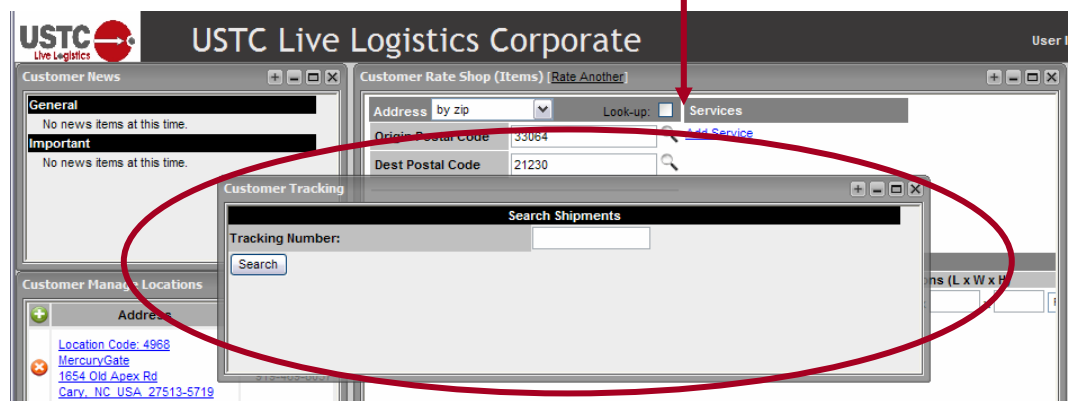 USTC
Live Logistics
USTC Live Logistics Corporate
User
Customer News
General
No news items at this time.
Important
No news items at this time.
Customer Rate Shop (Items) [Rate Another]
Address by zip Look-up: Services
Origin Postal Code 33064 Add Service
Dest Postal Code 21230
Customer Tracking
Search Shipments
Tracking Number:
Search
Customer Manage Locations
(L x W x H)
Address
x
Location Code: 4968
MercuryGate
1654 Old Apex Rd
Cary, NC USA 27513-5719